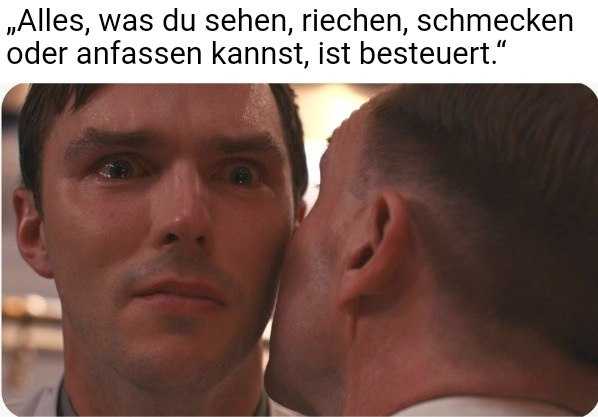 „Alles, was du sehen, riechen, schmecken
oder anfassen kannst, ist besteuert.“